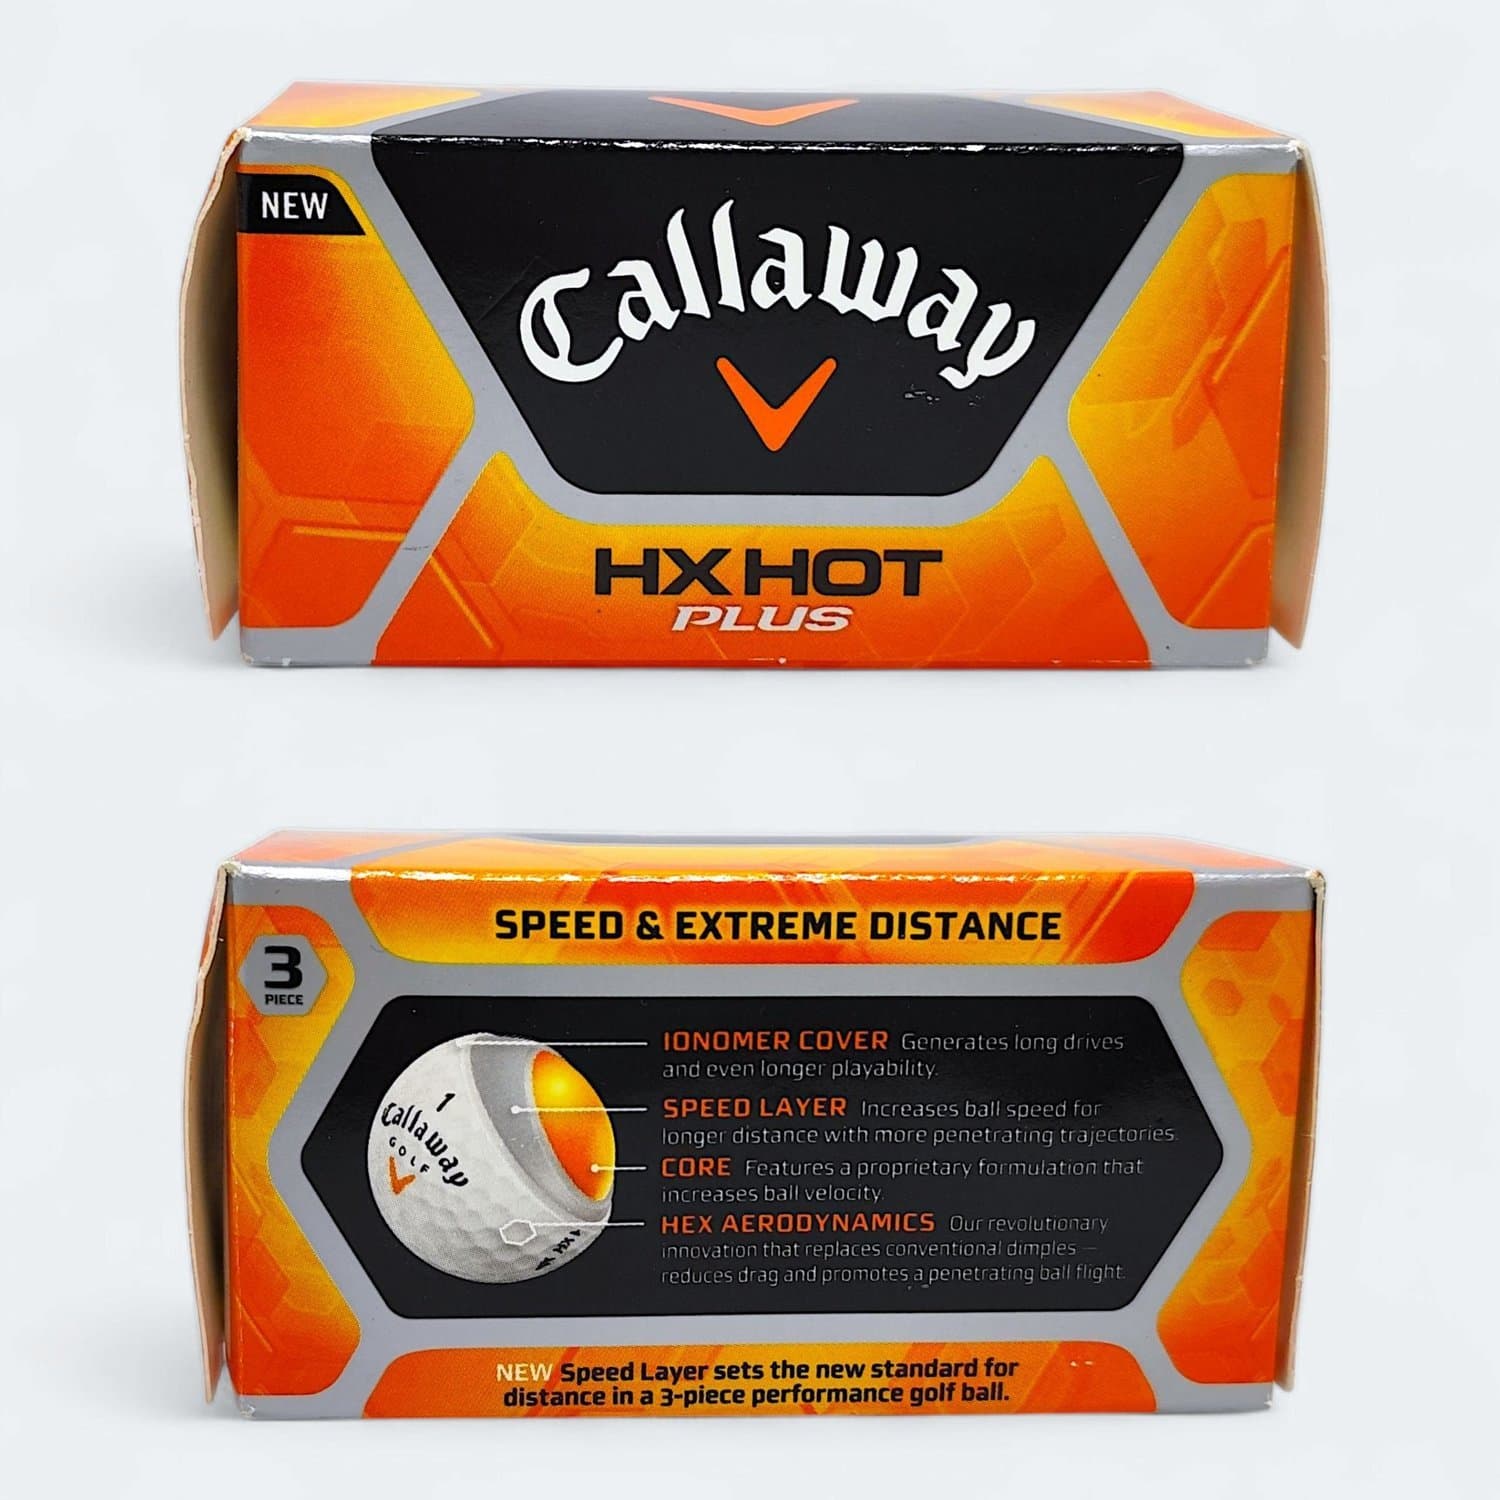 NEW
Callaway
HX HOT
PLUS
SPEED & EXTREME DISTANCE
3
PIECE
IONOMER COVER Generates long drives
and even longer playability.
SPEED LAYER Increases ball speed for
longer distance with more penetrating trajectories.
CORE Features a proprietary formulation that
increases ball velocity.
HEX AERODYNAMICS Our revolutionary
innovation that replaces conventional dimples —
reduces drag and promotes a penetrating ball flight.
1
Callaway
GOLF
NEW Speed Layer sets the new standard for
distance in a 3-piece performance golf ball.